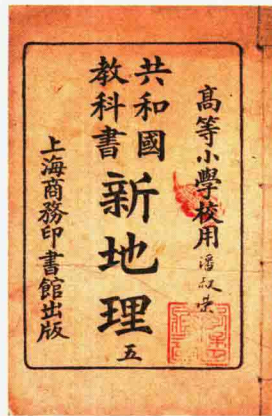 高等小學校用
共和國
教科書
新地理
五
上海商務印書館出版